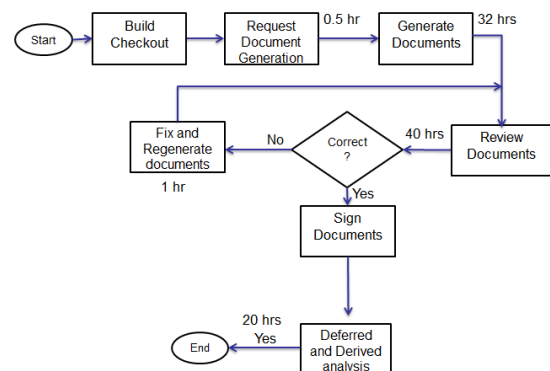 Start
Build
Checkout
Request
Document
Generation
0.5 hr
Generate
Documents
32 hrs
Fix and
Regenerate
documents
1 hr
No
Correct
?
40 hrs
Review
Documents
Yes
Sign
Documents
20 hrs
Yes
End
Deferred
and Derived
analysis